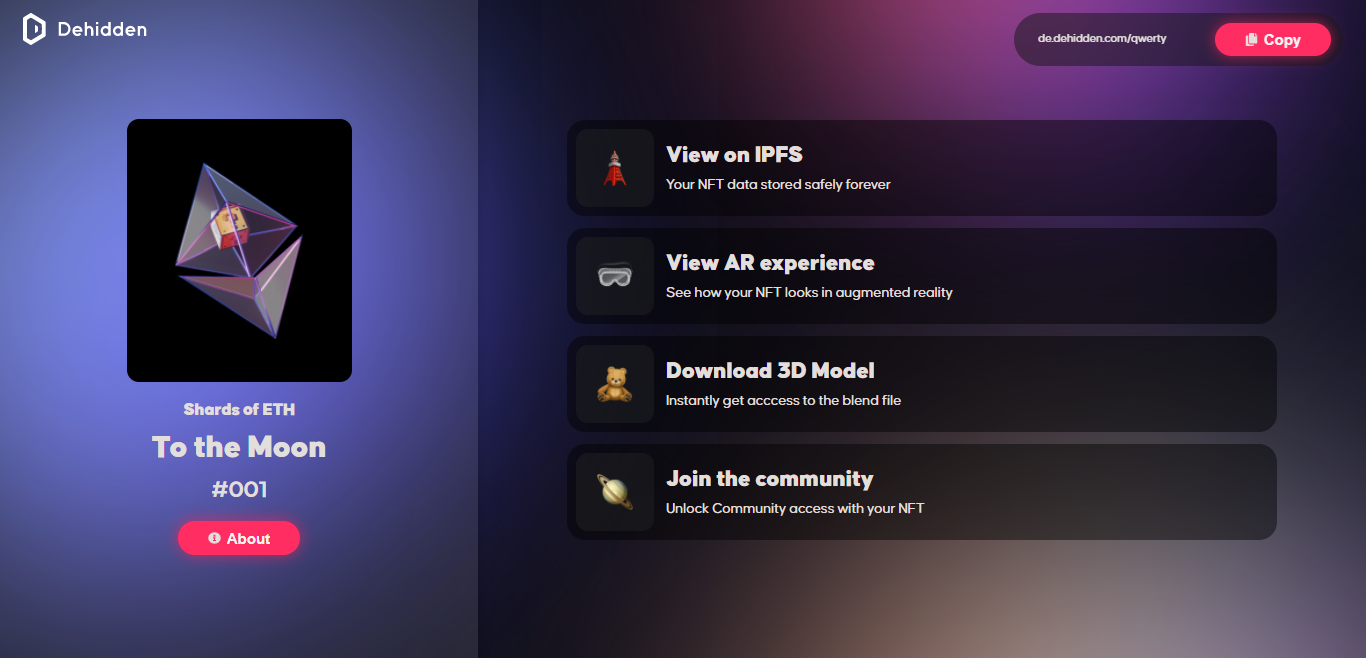 Dehidden
de.dehidden.com/qwerty
Copy
Shards of ETH
To the Moon
#001
About
View on IPFS
Your NFT data stored safely forever
View AR experience
See how your NFT looks in augmented reality
Download 3D Model
Instantly get acccess to the blend file
Join the community
Unlock Community access with your NFT